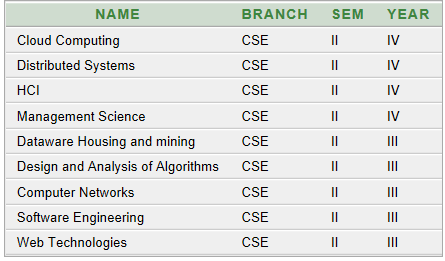 NAME BRANCH SEM YEAR
Cloud Computing CSE II IV
Distributed Systems CSE II IV
HCI CSE II IV
Management Science CSE II IV
Dataware Housing and mining CSE II III
Design and Analysis of Algorithms CSE II III
Computer Networks CSE II III
Software Engineering CSE II III
Web Technologies CSE II III